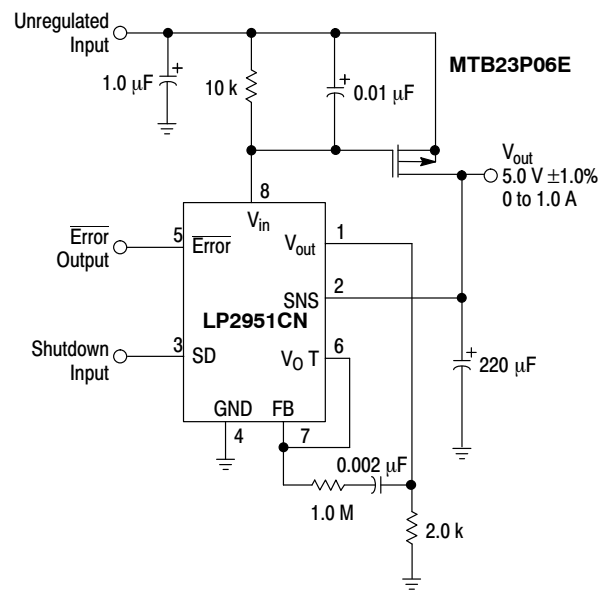 Unregulated
Input
MTB23P06E
1.0 μF
+
10 k
+
0.01 μF
Vout
5.0 V ±1.0%
0 to 1.0 A
8
Vin
Error
Output
5
Error
Vout
1
SNS
2
LP2951CN
Shutdown
Input
3
SD
VO T
6
+
220 μF
GND
FB
4
7
0.002 μF
1.0 M
2.0 k